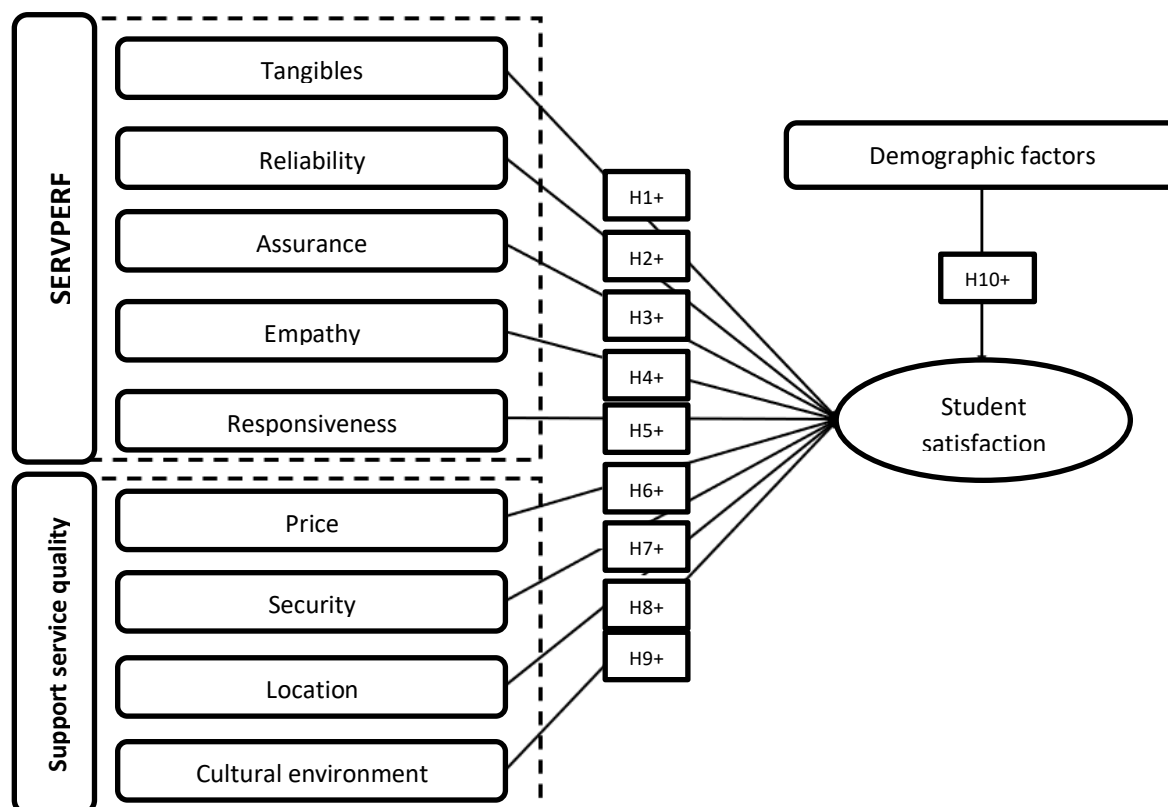 SERVPERF
Tangibles
Reliability
Assurance
Empathy
Responsiveness
Support service quality
Price
Security
Location
Cultural environment
H1+
H2+
H3+
H4+
H5+
H6+
H7+
H8+
H9+
Demographic factors
H10+
Student
satisfaction